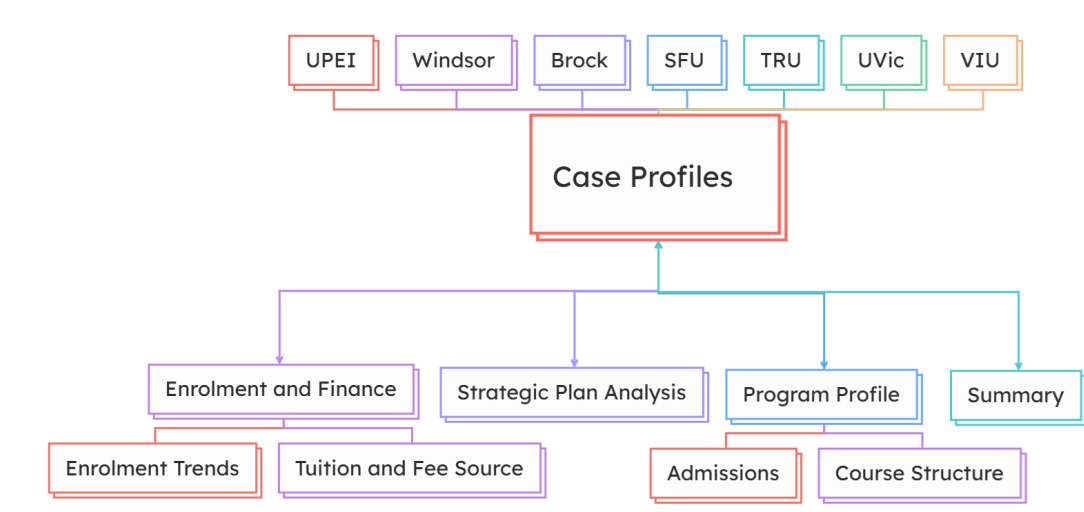 UPEI
Windsor
Brock
SFU
TRU
UVic
VIU
Case Profiles
Enrolment and Finance
Strategic Plan Analysis
Program Profile
Summary
Enrolment Trends
Tuition and Fee Source
Admissions
Course Structure